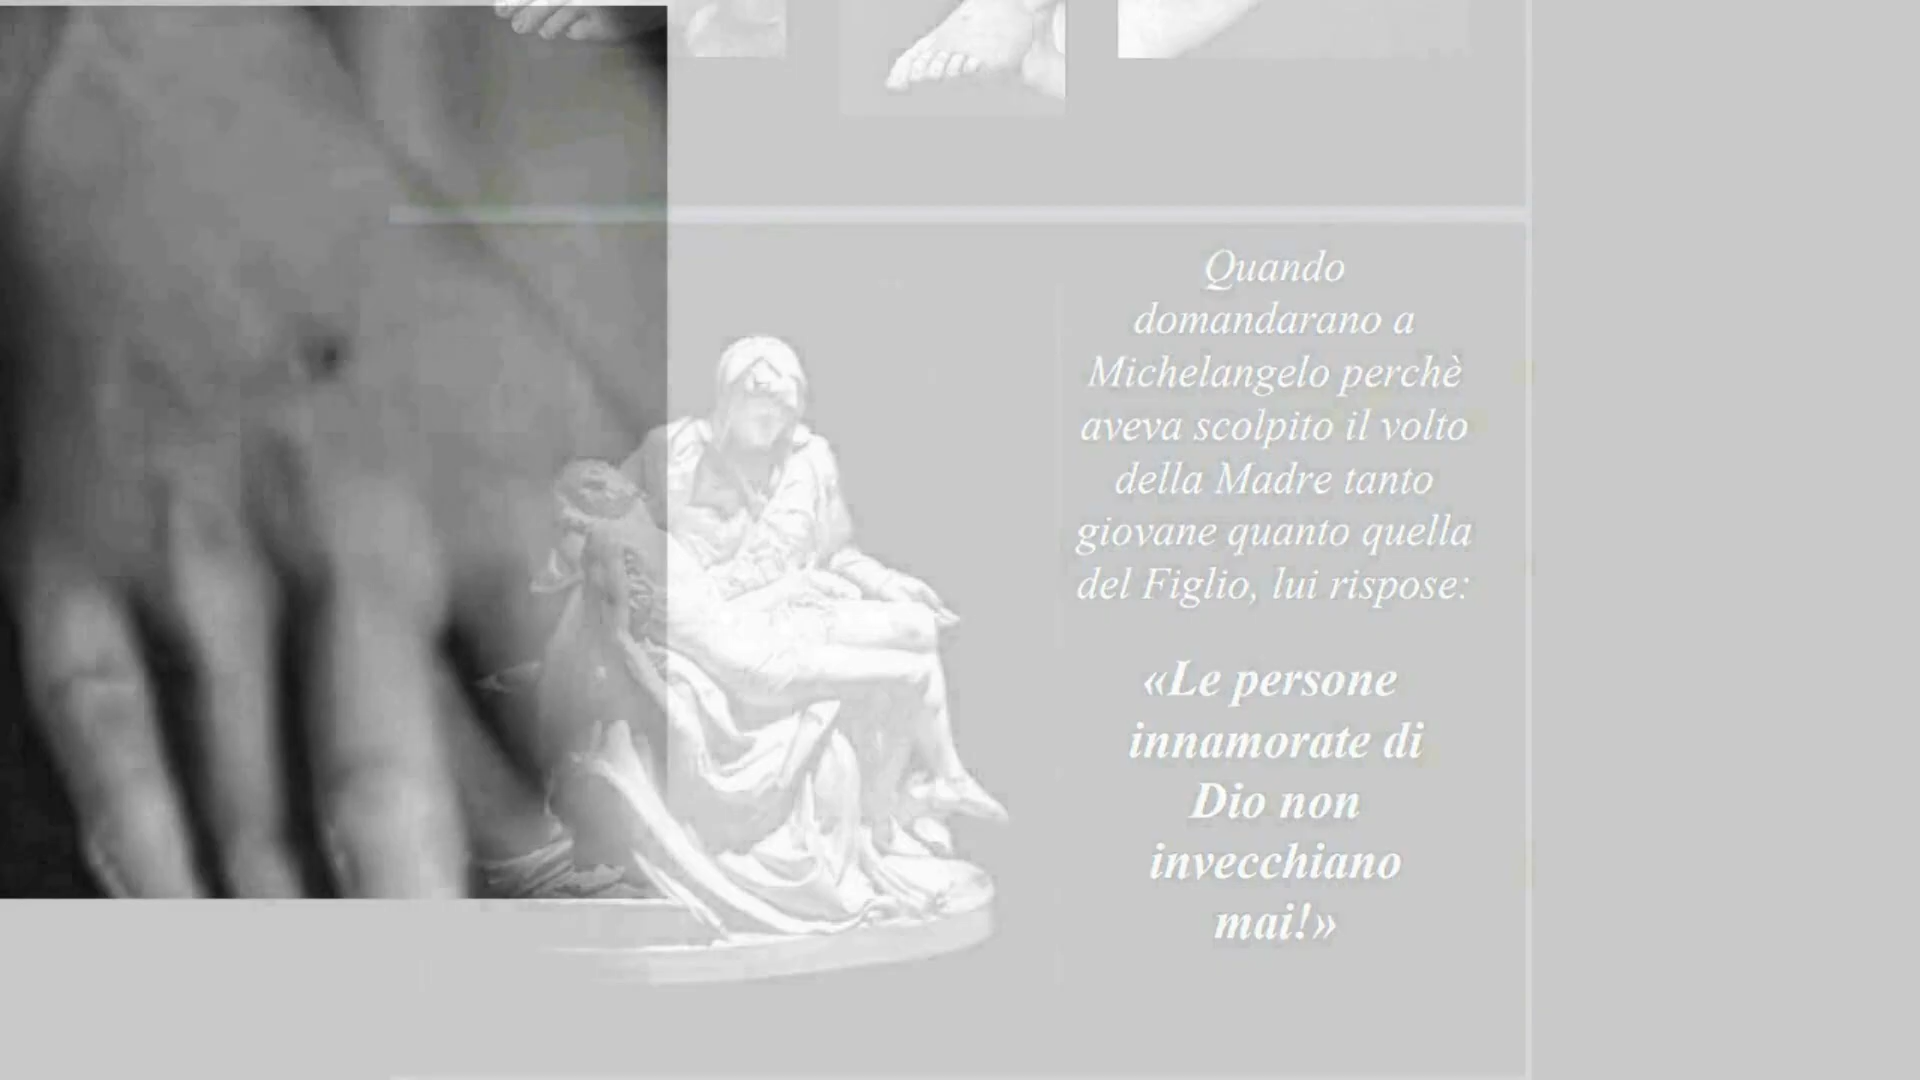 Quando
domandarano a
Michelangelo perchè
aveva scolpito il volto
della Madre tanto
giovane quanto quella
del Figlio, lui rispose:
«Le persone
innamorate di
Dio non
invecchiano
mai!»